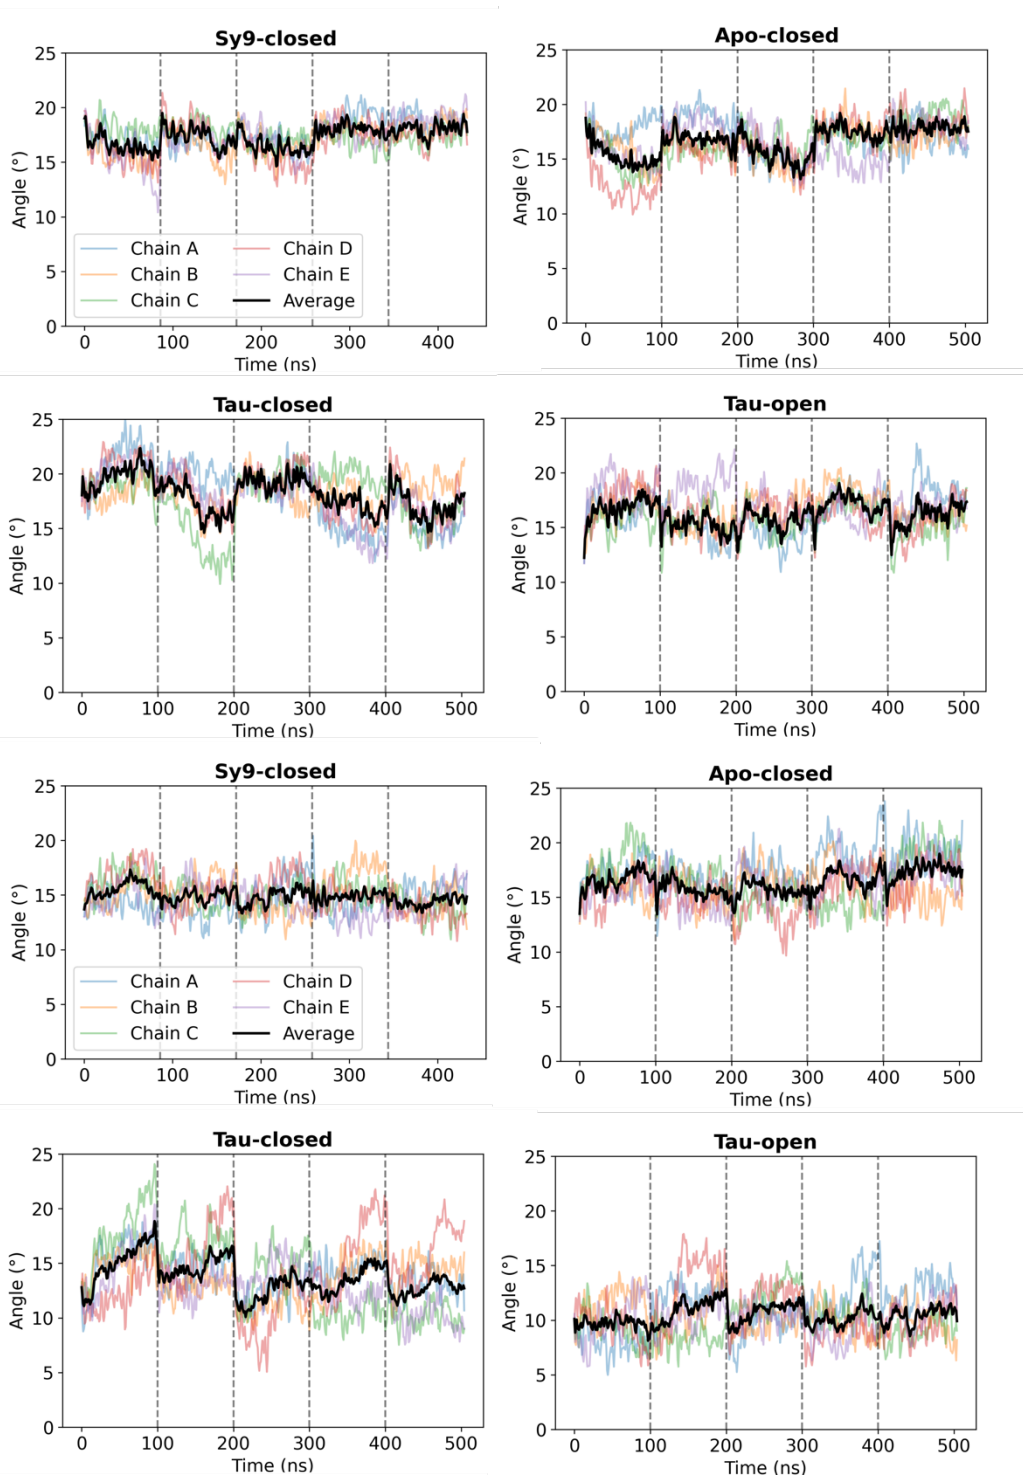 Sy9-closed
25
20
15
10
5
0
Angle (°)
Chain A
Chain B
Chain C
Chain D
Chain E
Average
0 100 200 300 400
Time (ns)
Apo-closed
25
20
15
10
5
0
Angle (°)
0 100 200 300 400 500
Time (ns)
Tau-closed
25
20
15
10
5
0
Angle (°)
0 100 200 300 400 500
Time (ns)
Tau-open
25
20
15
10
5
0
Angle (°)
0 100 200 300 400 500
Time (ns)
Sy9-closed
25
20
15
10
5
0
Angle (°)
Chain A
Chain B
Chain C
Chain D
Chain E
Average
0 100 200 300 400
Time (ns)
Apo-closed
25
20
15
10
5
0
Angle (°)
0 100 200 300 400 500
Time (ns)
Tau-closed
25
20
15
10
5
0
Angle (°)
0 100 200 300 400 500
Time (ns)
Tau-open
25
20
15
10
5
0
Angle (°)
0 100 200 300 400 500
Time (ns)